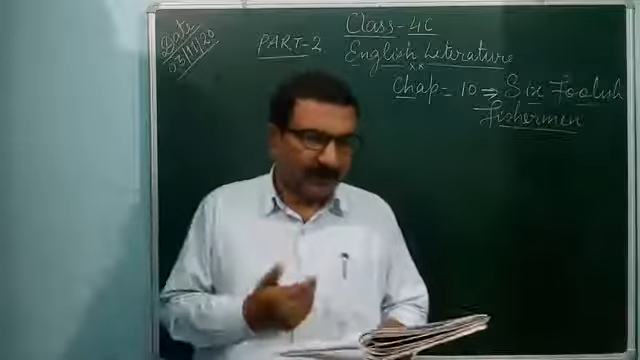 Date
03/11/20
PART-2
Class-4C
English Literature
Chap = 10 ⇒ Six Foolish
Fishermen